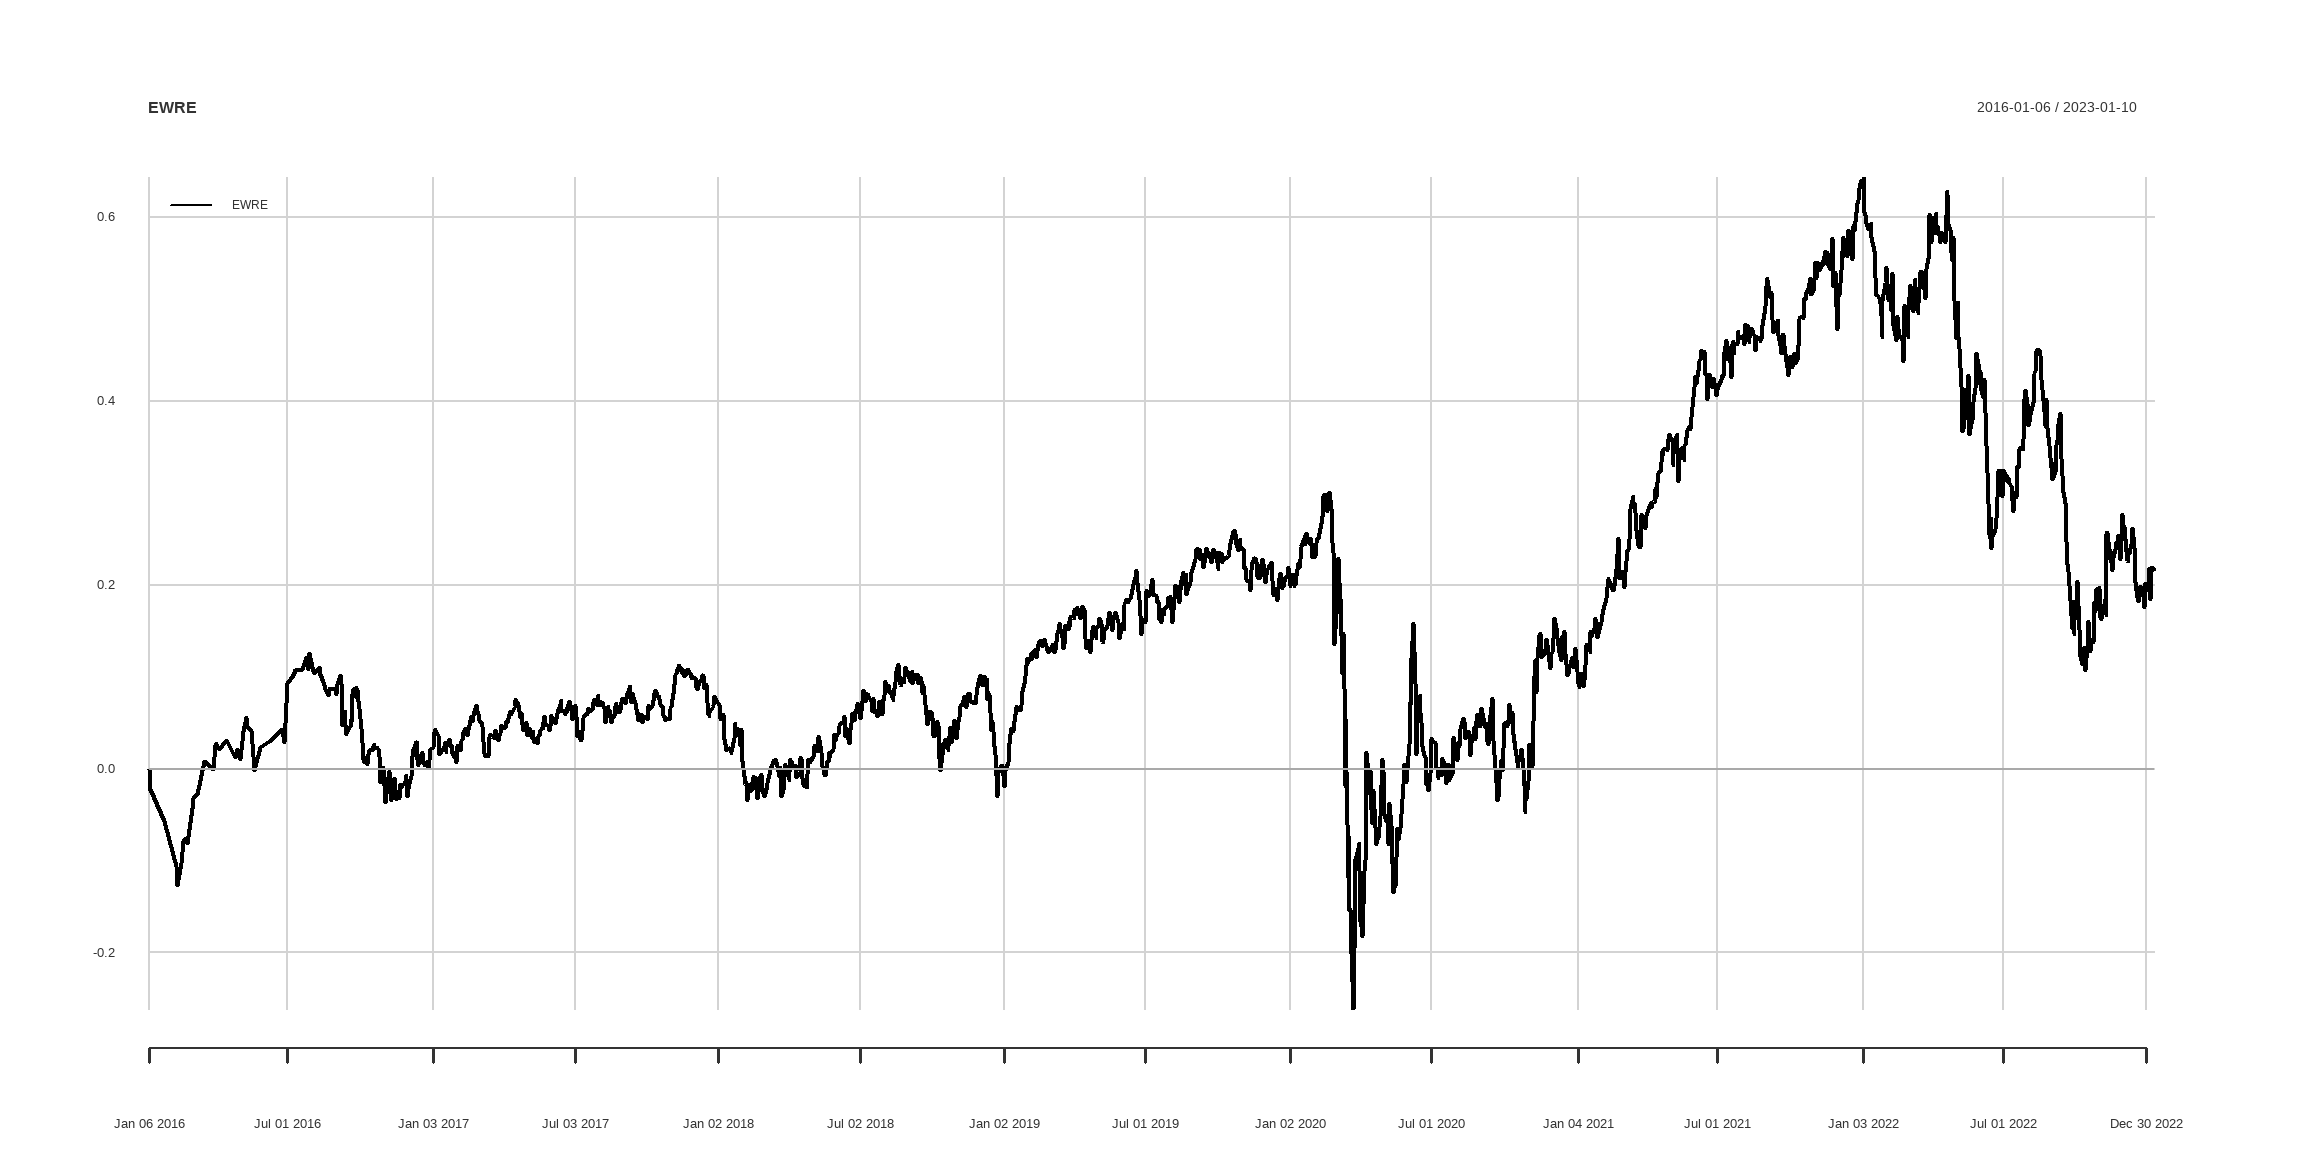 EWRE
2016-01-06 / 2023-01-10
EWRE
0.6
0.4
0.2
0.0
-0.2
Jan 06 2016
Jul 01 2016
Jan 03 2017
Jul 03 2017
Jan 02 2018
Jul 02 2018
Jan 02 2019
Jul 01 2019
Jan 02 2020
Jul 01 2020
Jan 04 2021
Jul 01 2021
Jan 03 2022
Jul 01 2022
Dec 30 2022